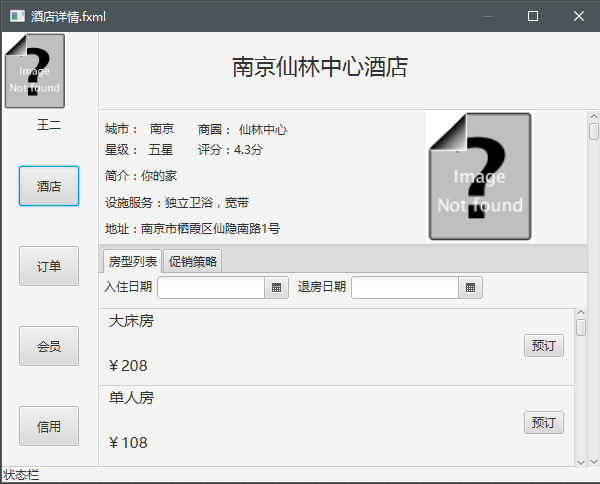 酒店详情.fxml
Image
Not found
王二
酒店
订单
会员
信用
南京仙林中心酒店
城市： 南京 商圈： 仙林中心
星级： 五星 评分：4.3分
简介：你的家
设施服务：独立卫浴，宽带
地址：南京市栖霞区仙隐南路1号
Image
Not found
房型列表 促销策略
入住日期 退房日期
大床房
预订
￥208
单人房
预订
￥108
状态栏